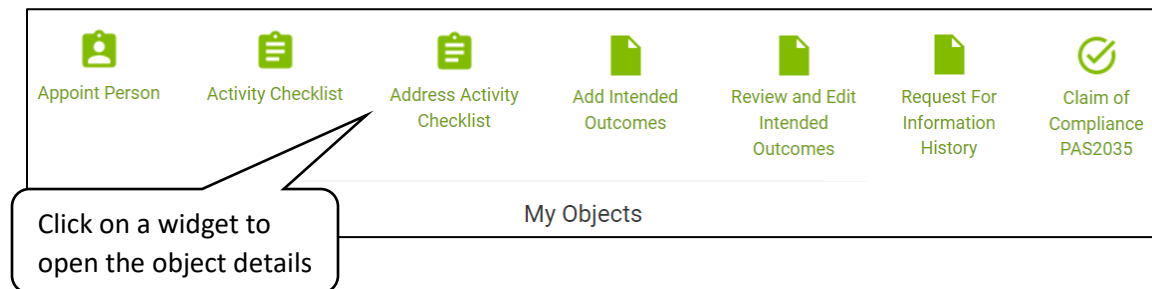 Appoint Person
Activity Checklist
Address Activity
Checklist
Add Intended
Outcomes
Review and Edit
Intended
Outcomes
Request For
Information
History
Claim of
Compliance
PAS2035
My Objects
Click on a widget to
open the object details